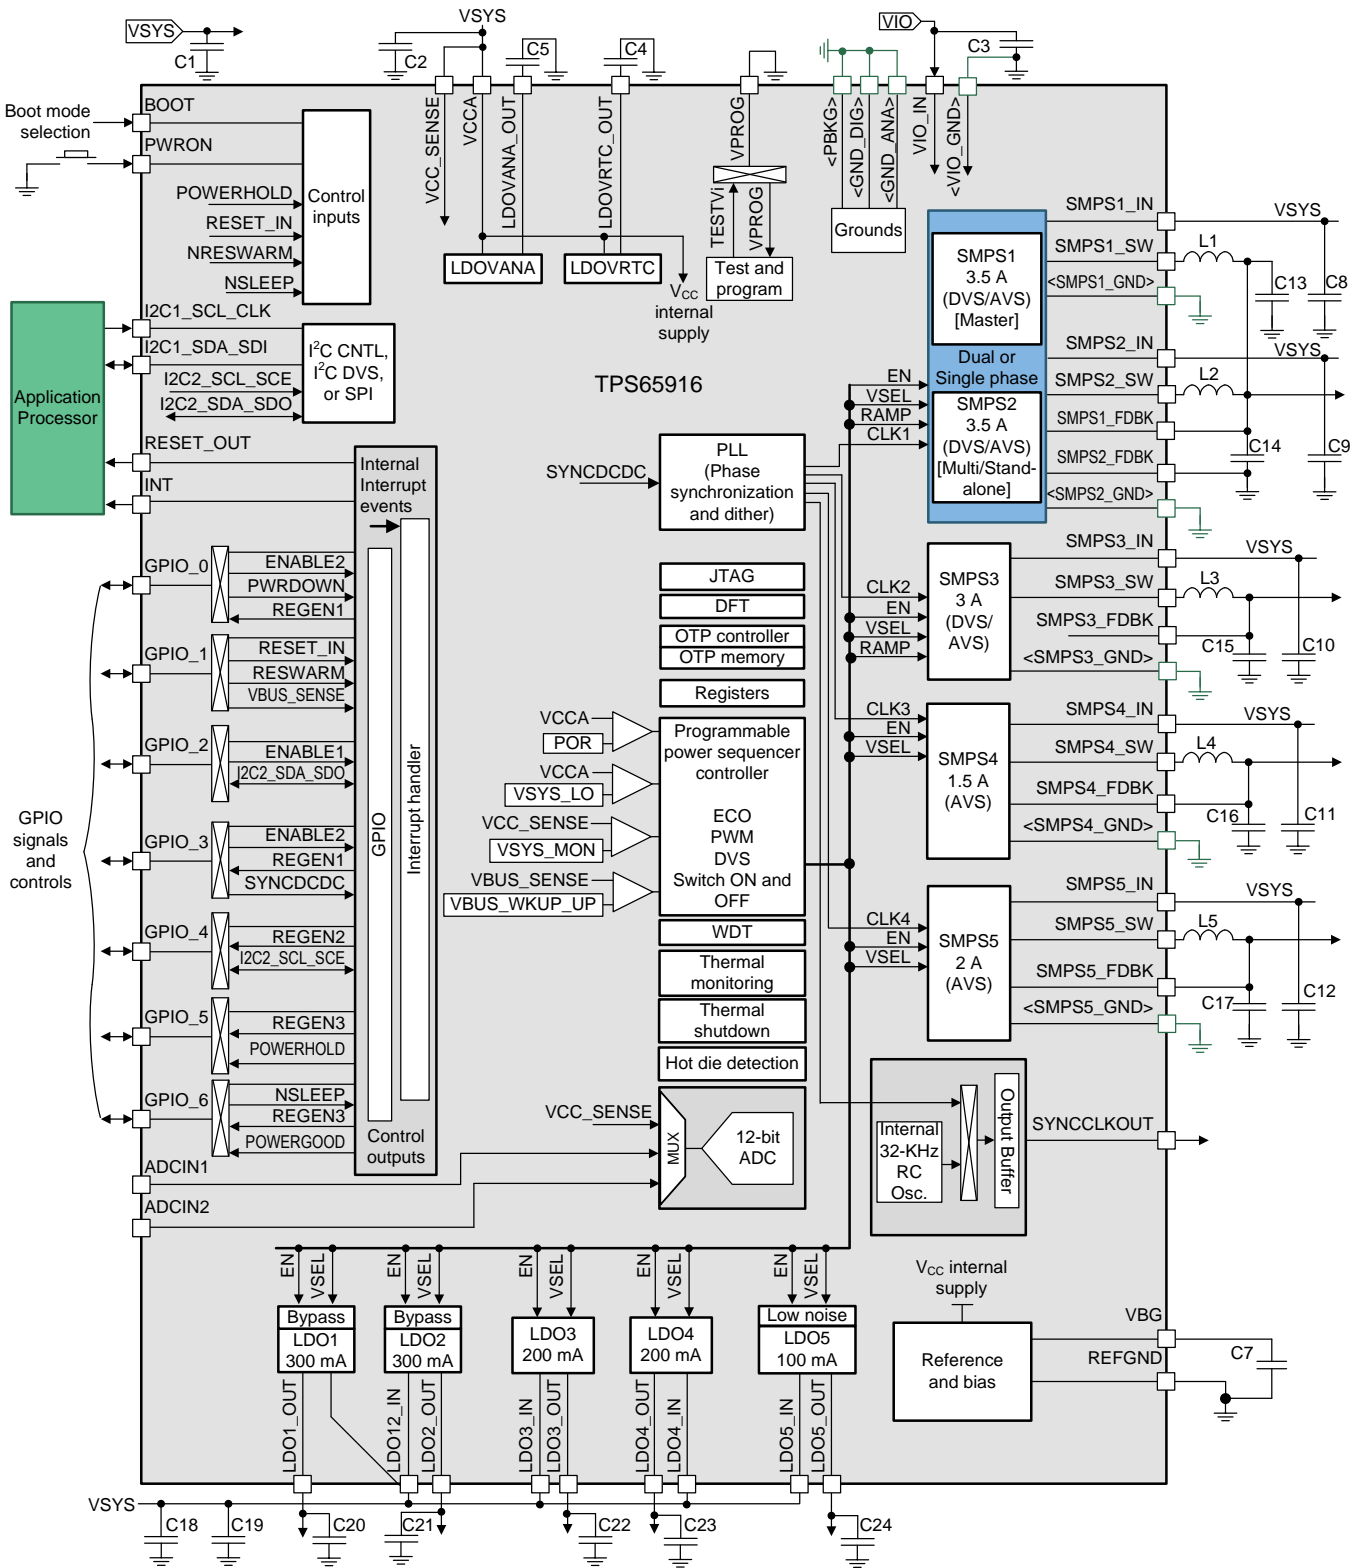 VSYS
C1
VSYS
C2
C5
C4
VIO
C3
Boot mode
selection
BOOT
PWRON
POWERHOLD
RESET_IN
NRESWARM
NSLEEP
Control
inputs
VCC_SENSE
VCCA
LDOVANA_OUT
LDOVRTC_OUT
LDOVANA
LDOVRTC
VCC
internal
supply
VPROG
TESTVi
VPROG
Test and
program
<PBKG>
<GND_DIG>
<GND_ANA>
Grounds
VIO_IN
<VIO_GND>
Application
Processor
I2C1_SCL_CLK
I2C1_SDA_SDI
I2C2_SCL_SCE
I2C2_SDA_SDO
I2C CNTL,
I2C DVS,
or SPI
RESET_OUT
INT
TPS65916
SMPS1
3.5 A
(DVS/AVS)
[Master]
Dual or
Single phase
SMPS2
3.5 A
(DVS/AVS)
[Multi/Stand-
alone]
EN
VSEL
RAMP
CLK1
SMPS1_IN
VSYS
SMPS1_SW
L1
<SMPS1_GND>
C13
C8
SMPS2_IN
VSYS
SMPS2_SW
L2
SMPS1_FDBK
SMPS2_FDBK
C14
C9
<SMPS2_GND>
SYNCDCDC
PLL
(Phase
synchronization
and dither)
Internal
Interrupt
events
GPIO
Interrupt handler
Control
outputs
GPIO
signals
and
controls
GPIO_0
ENABLE2
PWRDOWN
REGEN1
GPIO_1
RESET_IN
RESWARM
VBUS_SENSE
GPIO_2
ENABLE1
I2C2_SDA_SDO
GPIO_3
ENABLE2
REGEN1
SYNCDCDC
GPIO_4
REGEN2
I2C2_SCL_SCE
GPIO_5
REGEN3
POWERHOLD
GPIO_6
NSLEEP
REGEN3
POWERGOOD
ADCIN1
ADCIN2
JTAG
DFT
OTP controller
OTP memory
Registers
VCCA
POR
VCCA
VSYS_LO
VCC_SENSE
VSYS_MON
VBUS_SENSE
VBUS_WKUP_UP
Programmable
power sequencer
controller
ECO
PWM
DVS
Switch ON and
OFF
WDT
Thermal
monitoring
Thermal
shutdown
Hot die detection
VCC_SENSE
MUX
12-bit
ADC
CLK2
EN
VSEL
RAMP
SMPS3
3 A
(DVS/
AVS)
SMPS3_IN
VSYS
SMPS3_SW
L3
SMPS3_FDBK
C15
C10
<SMPS3_GND>
CLK3
EN
VSEL
SMPS4
1.5 A
(AVS)
SMPS4_IN
VSYS
SMPS4_SW
L4
SMPS4_FDBK
C16
C11
<SMPS4_GND>
CLK4
EN
VSEL
SMPS5
2 A
(AVS)
SMPS5_IN
VSYS
SMPS5_SW
L5
SMPS5_FDBK
C17
C12
<SMPS5_GND>
Internal
32-KHz
RC
Osc.
Output Buffer
SYNCCLKOUT
VCC internal
supply
Reference
and bias
VBG
REFGND
C7
EN
VSEL
EN
VSEL
EN
VSEL
EN
VSEL
EN
VSEL
Bypass
LDO1
300 mA
Bypass
LDO2
300 mA
LDO3
200 mA
LDO4
200 mA
Low noise
LDO5
100 mA
LDO1_OUT
LDO12_IN
LDO2_OUT
LDO3_IN
LDO3_OUT
LDO4_OUT
LDO4_IN
LDO5_IN
LDO5_OUT
VSYS
C18
C19
C20
C21
C22
C23
C24